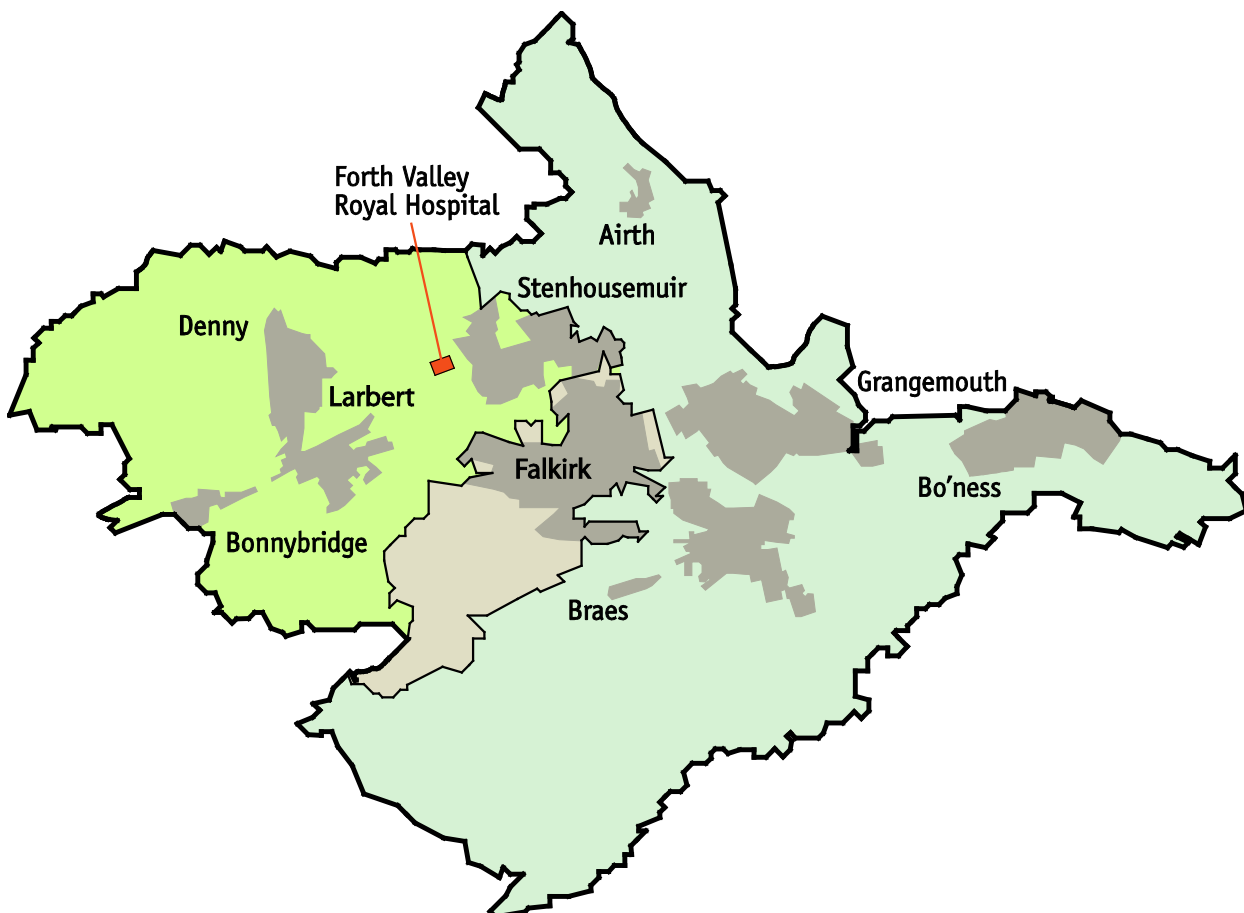 Forth Valley
Royal Hospital
Airth
Stenhousemuir
Denny
Larbert
Grangemouth
Falkirk
Bo’ness
Bonnybridge
Braes